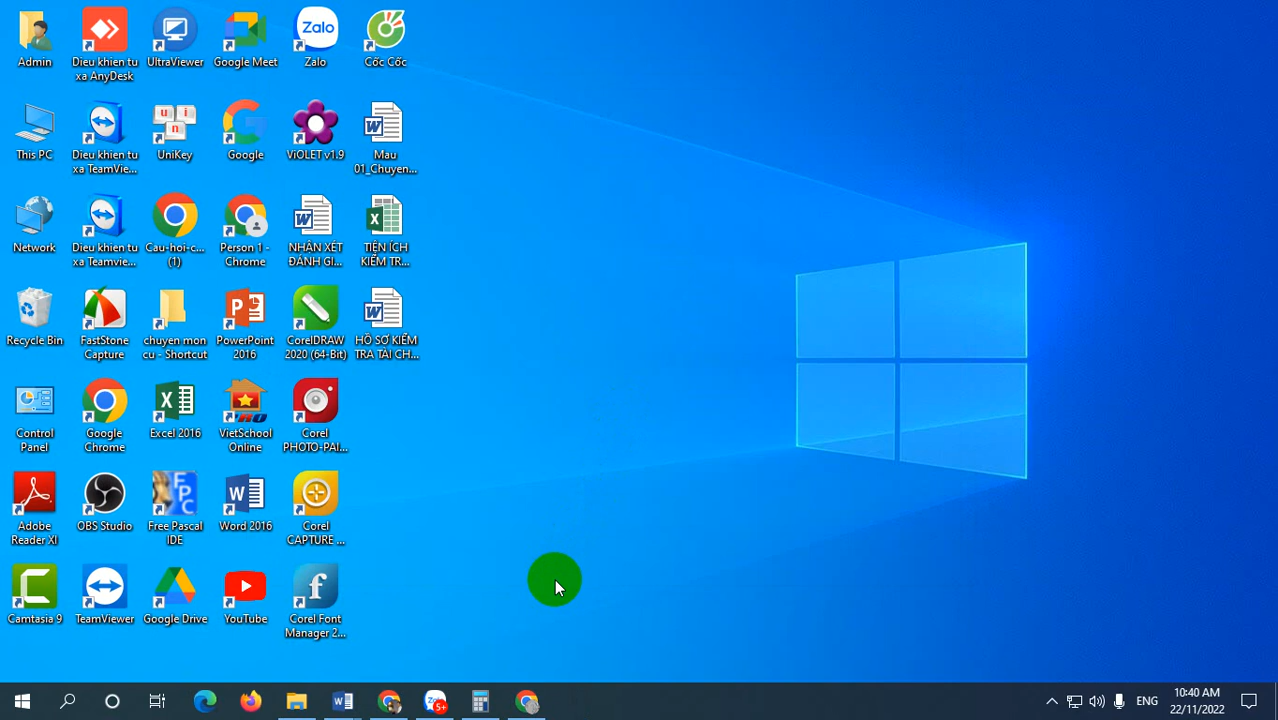 Admin
Dieu khien tu
xa AnyDesk
UltraViewer
Google Meet
Zalo
Zalo
Cốc Cốc
This PC
Dieu khien tu
xa TeamVie...
u n i
UniKey
Google
ViOLET v1.9
Mau
01_Chuyen...
Network
Dieu khien tu
xa Teamvie...
Cau-hoi-c...
(1)
Person 1 -
Chrome
NHẬN XÉT
ĐÁNH GI...
TIỆN ÍCH
KIỂM TR...
Recycle Bin
FastStone
Capture
chuyen mon
cu - Shortcut
PowerPoint
2016
CorelDRAW
2020 (64-Bit)
HỒ SƠ KIỂM
TRA TÀI CH...
Control
Panel
Google
Chrome
Excel 2016
PRO
VietSchool
Online
Corel
PHOTO-PAI...
Adobe
Reader XI
OBS Studio
FPC
Free Pascal
IDE
Word 2016
Corel
CAPTURE ...
Camtasia 9
TeamViewer
Google Drive
YouTube
Corel Font
Manager 2...
5+
ENG
10:40 AM
22/11/2022